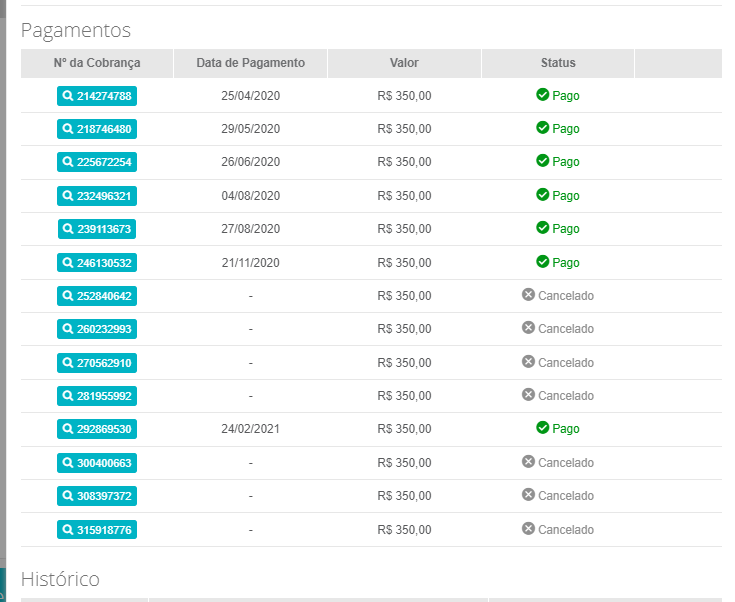 Pagamentos
Nº da Cobrança Data de Pagamento Valor Status
214274788 25/04/2020 R$ 350,00 Pago
218746480 29/05/2020 R$ 350,00 Pago
225672254 26/06/2020 R$ 350,00 Pago
232496321 04/08/2020 R$ 350,00 Pago
239113673 27/08/2020 R$ 350,00 Pago
246130532 21/11/2020 R$ 350,00 Pago
252840642 - R$ 350,00 Cancelado
260232993 - R$ 350,00 Cancelado
270562910 - R$ 350,00 Cancelado
281955992 - R$ 350,00 Cancelado
292869530 24/02/2021 R$ 350,00 Pago
300400663 - R$ 350,00 Cancelado
308397372 - R$ 350,00 Cancelado
315918776 - R$ 350,00 Cancelado
Histórico